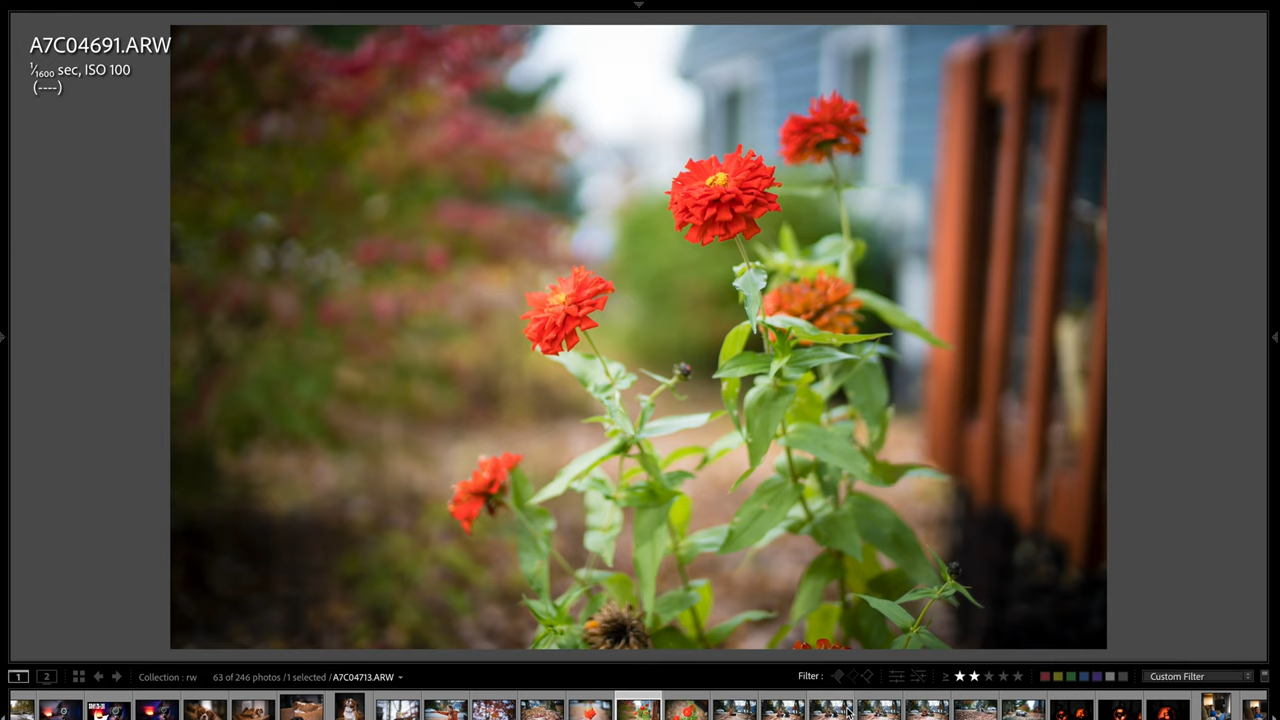 A7C04691.ARW
1/1600 sec, ISO 100
(----)
1 2 Collection : rw 63 of 246 photos /1 selected / A7C04713.ARW Filter : ≥ ★★★★★ Custom Filter